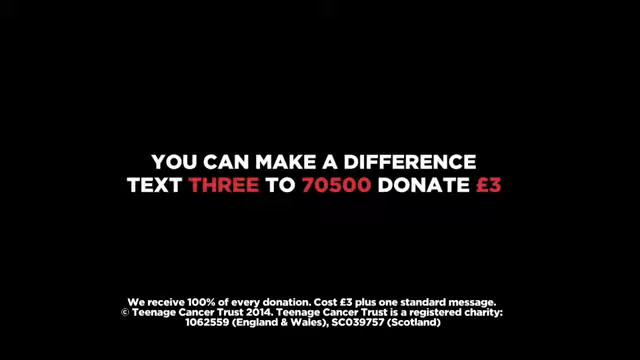 YOU CAN MAKE A DIFFERENCE
TEXT THREE TO 70500 DONATE £3
We receive 100% of every donation. Cost £3 plus one standard message.
© Teenage Cancer Trust 2014. Teenage Cancer Trust is a registered charity:
1062559 (England & Wales), SC039757 (Scotland)